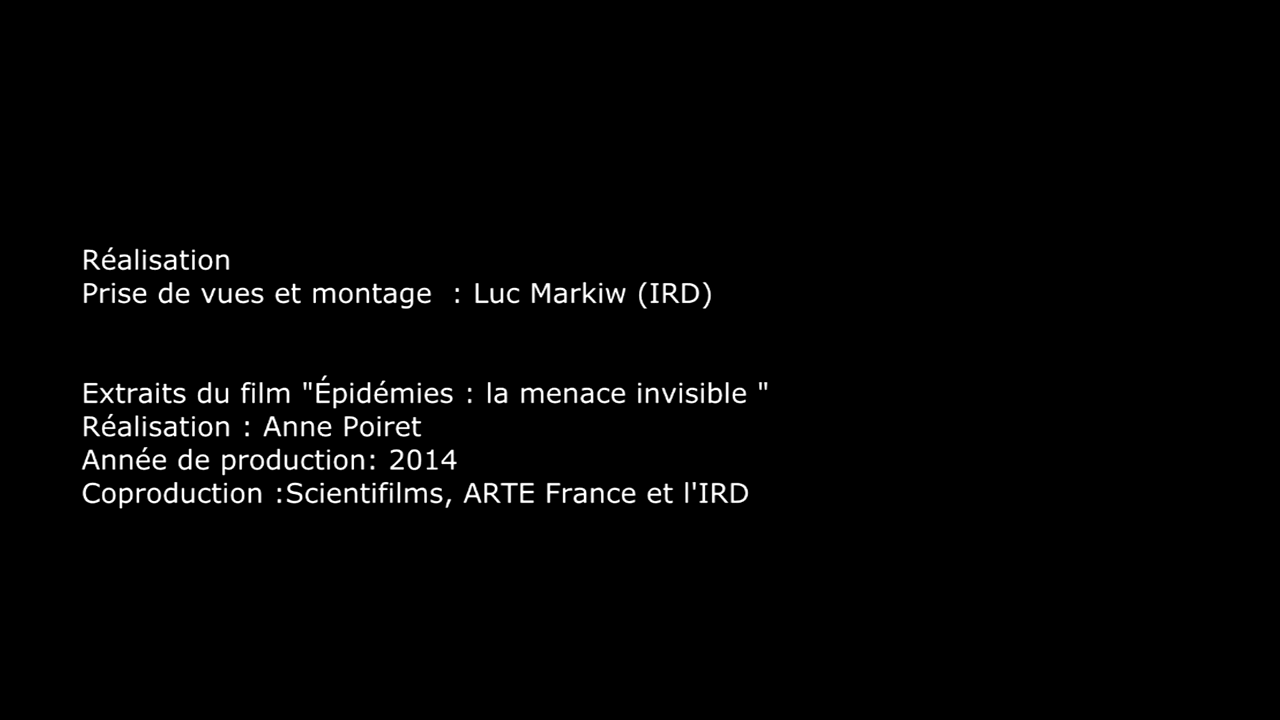 Réalisation
Prise de vues et montage  : Luc Markiw (IRD)
Extraits du film "Épidémies : la menace invisible "
Réalisation : Anne Poiret
Année de production: 2014
Coproduction :Scientifilms, ARTE France et l'IRD